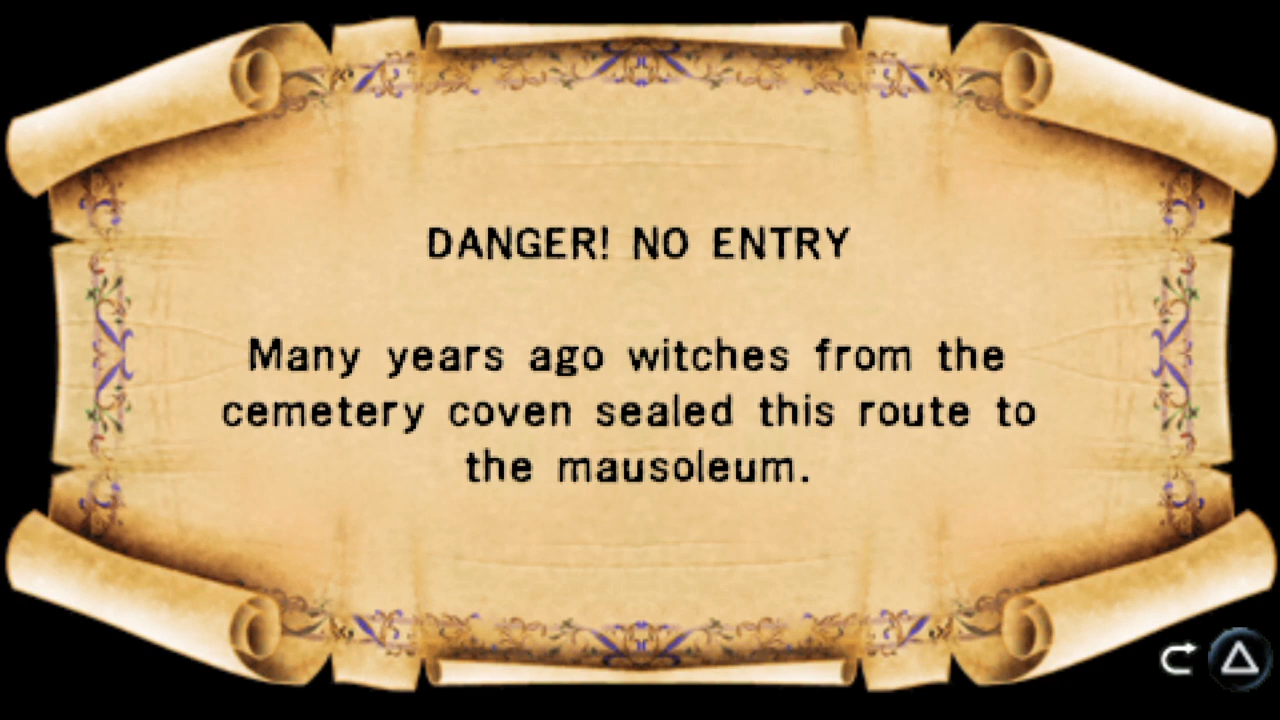 DANGER! NO ENTRY
Many years ago witches from the
cemetery coven sealed this route to
the mausoleum.